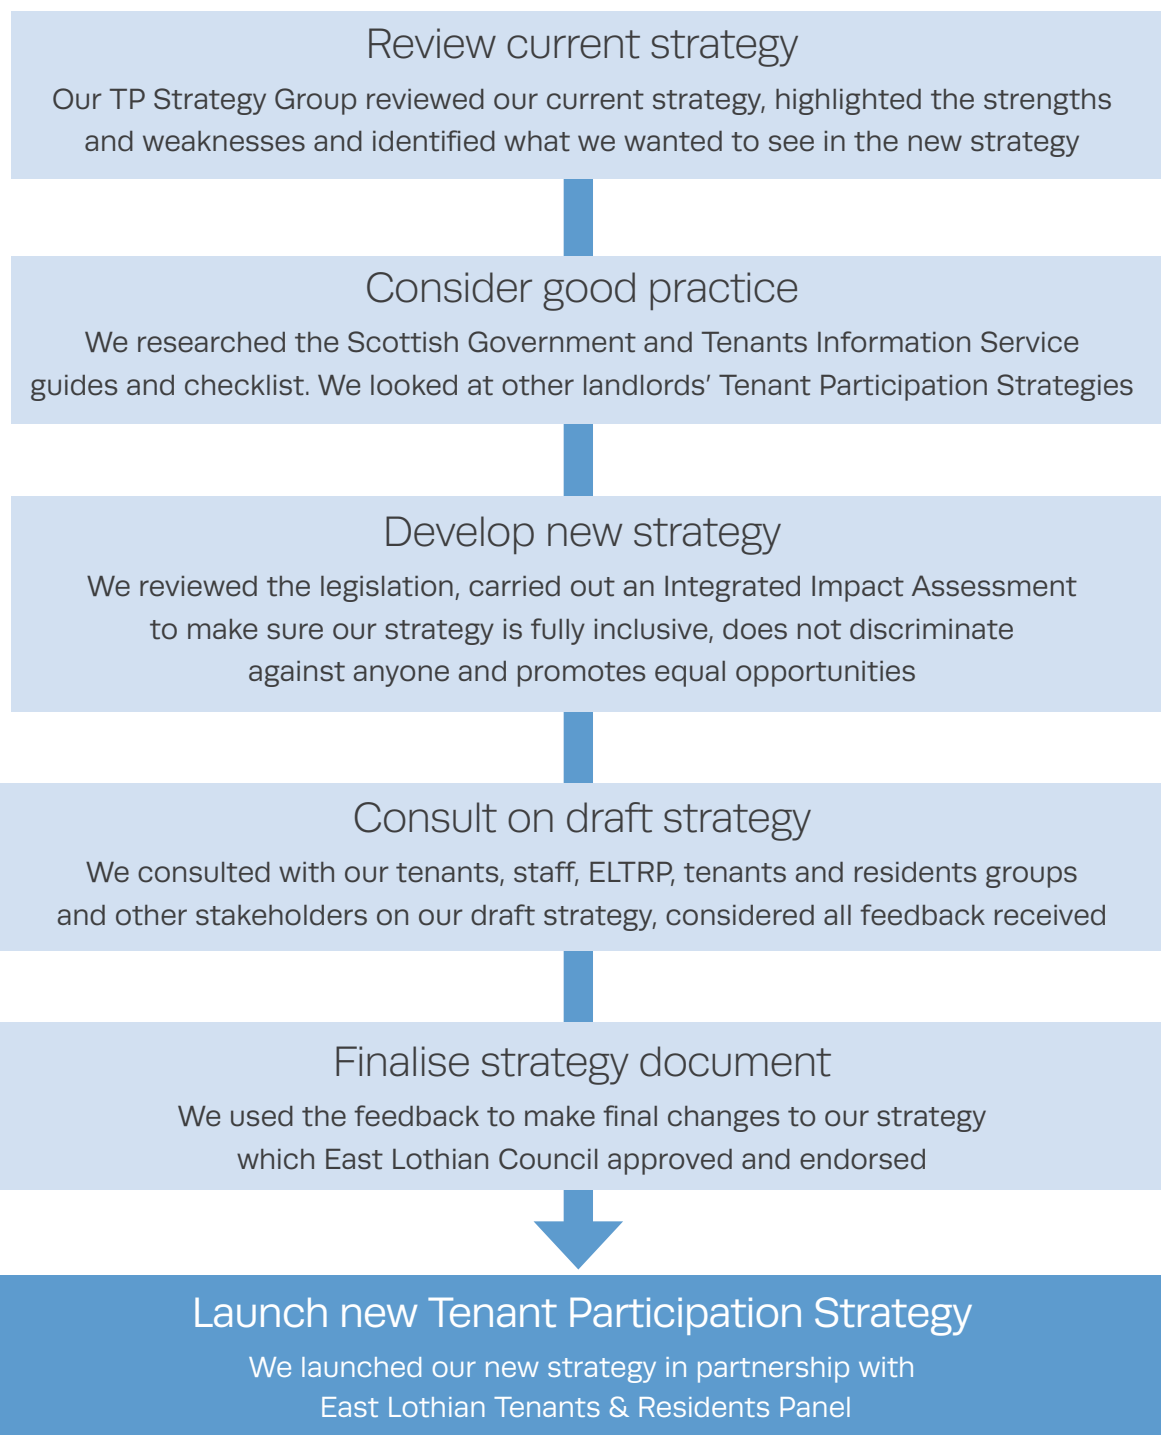 Review current strategy
Our TP Strategy Group reviewed our current strategy, highlighted the strengths
and weaknesses and identified what we wanted to see in the new strategy
Consider good practice
We researched the Scottish Government and Tenants Information Service
guides and checklist. We looked at other landlords’ Tenant Participation Strategies
Develop new strategy
We reviewed the legislation, carried out an Integrated Impact Assessment
to make sure our strategy is fully inclusive, does not discriminate
against anyone and promotes equal opportunities
Consult on draft strategy
We consulted with our tenants, staff, ELTRP, tenants and residents groups
and other stakeholders on our draft strategy, considered all feedback received
Finalise strategy document
We used the feedback to make final changes to our strategy
which East Lothian Council approved and endorsed
Launch new Tenant Participation Strategy
We launched our new strategy in partnership with
East Lothian Tenants & Residents Panel